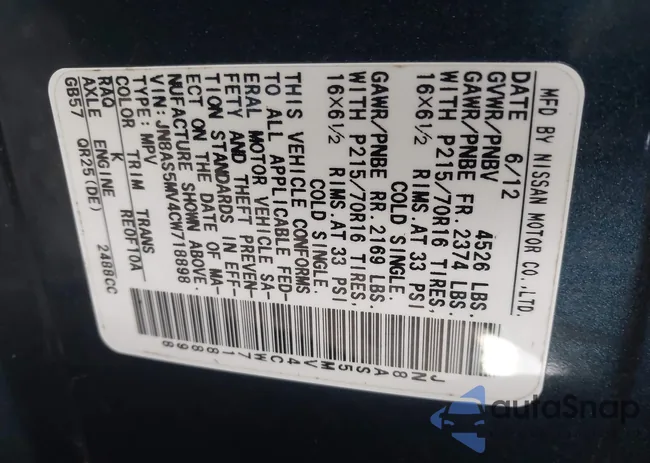 MFD BY NISSAN MOTOR CO.,LTD.
DATE 6/12
GVWR/PNBV 4526 LBS.
GAWR/PNBE FR. 2374 LBS.
WITH P215/70R16 TIRES,
16X6½ RIMS.AT 33 PSI
COLD SINGLE.
GAWR/PNBE RR. 2169 LBS.
WITH P215/70R16 TIRES.
16X6½ RIMS.AT 33 PSI
COLD SINGLE.
THIS VEHICLE CONFORMS
TO ALL APPLICABLE FED-
ERAL MOTOR VEHICLE SA-
FETY AND THEFT PREVEN-
TION STANDARDS IN EFF-
ECT ON THE DATE OF MA-
NUFACTURE SHOWN ABOVE.
VIN: JN8AS5MV4CW718898
TYPE: MPV
COLOR TRIM TRANS
RAQ K RE0F10A
AXLE ENGINE
GB57 QR25(DE) 2488CC
JN8AS5MV4CW718898
autoSnap